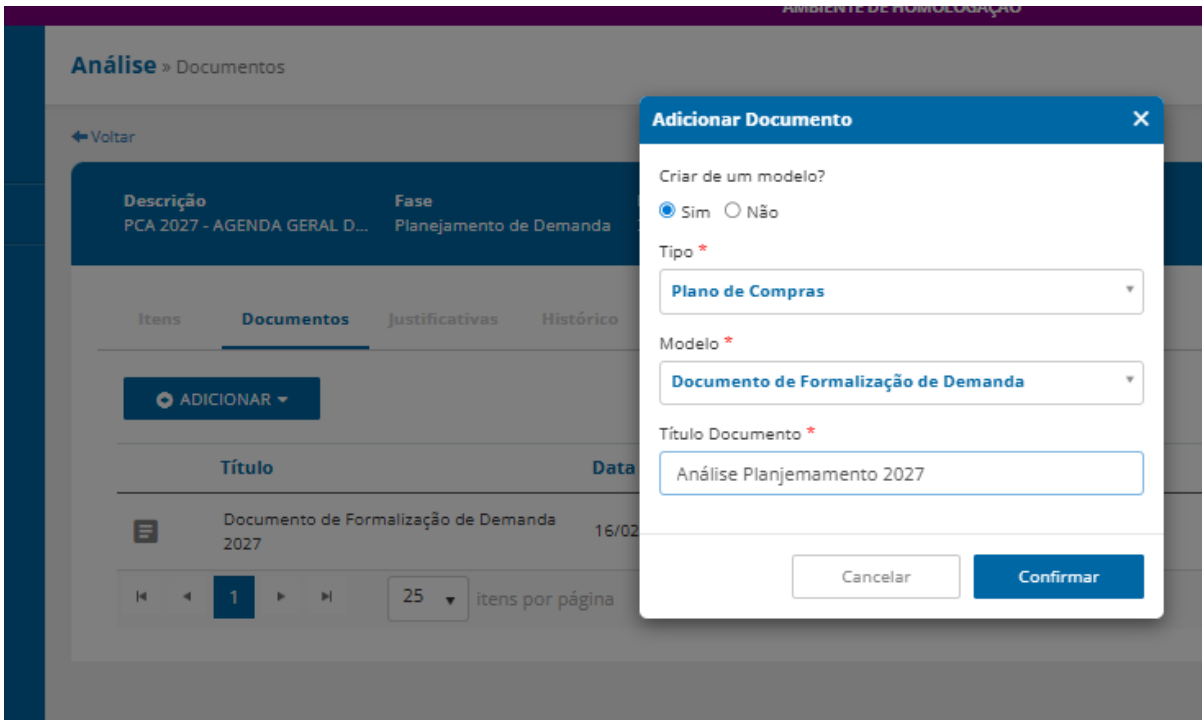 AMBIENTE DE HOMOLOGAÇÃO
Análise » Documentos
Voltar
Descrição
PCA 2027 - AGENDA GERAL D...
Fase
Planejamento de Demanda
Itens Documentos Justificativas Histórico
ADICIONAR
Título Data
Documento de Formalização de Demanda
2027
16/02
1 25 itens por página
Adicionar Documento
Criar de um modelo?
Sim Não
Tipo *
Plano de Compras
Modelo *
Documento de Formalização de Demanda
Título Documento *
Análise Planjemamento 2027
Cancelar Confirmar